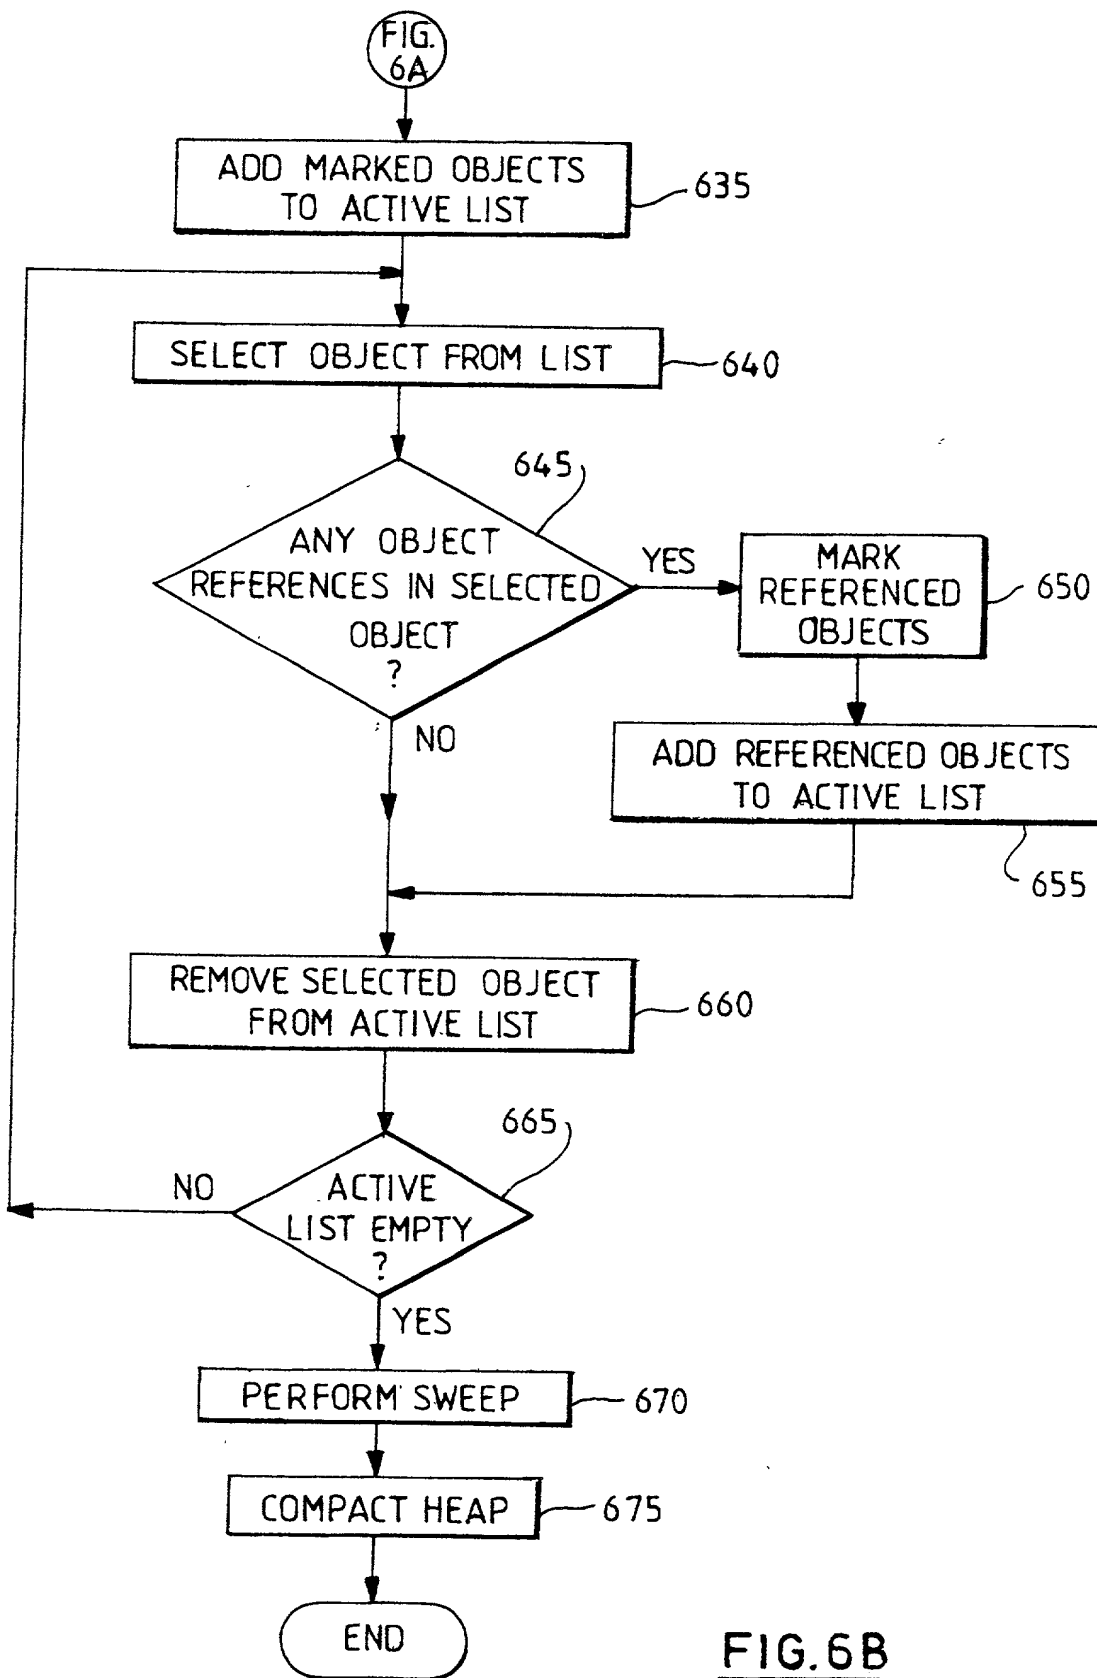 FIG.
6A
ADD MARKED OBJECTS
TO ACTIVE LIST
635
SELECT OBJECT FROM LIST
640
645
ANY OBJECT
REFERENCES IN SELECTED
OBJECT
?
YES
MARK
REFERENCED
OBJECTS
650
NO
ADD REFERENCED OBJECTS
TO ACTIVE LIST
655
REMOVE SELECTED OBJECT
FROM ACTIVE LIST
660
665
NO
ACTIVE
LIST EMPTY
?
YES
PERFORM SWEEP
670
COMPACT HEAP
675
END
FIG.6B